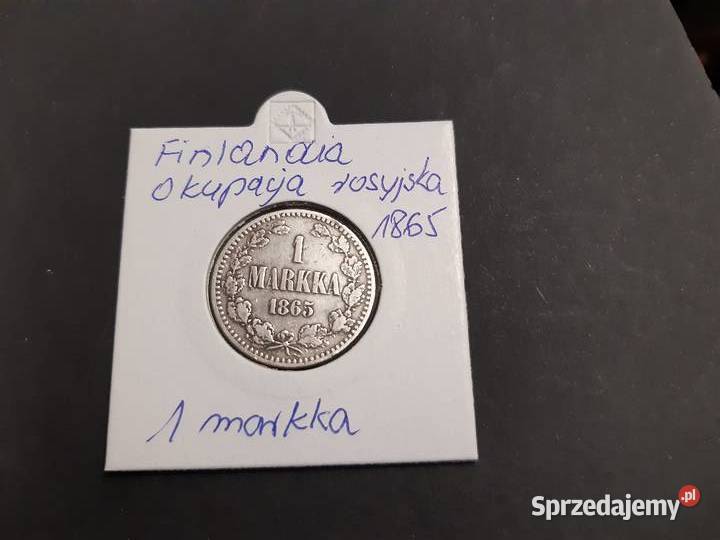 Finlandia
okupacja rosyjska
1865
1
MARKKA
1865
1 markka
Sprzedajemy.pl